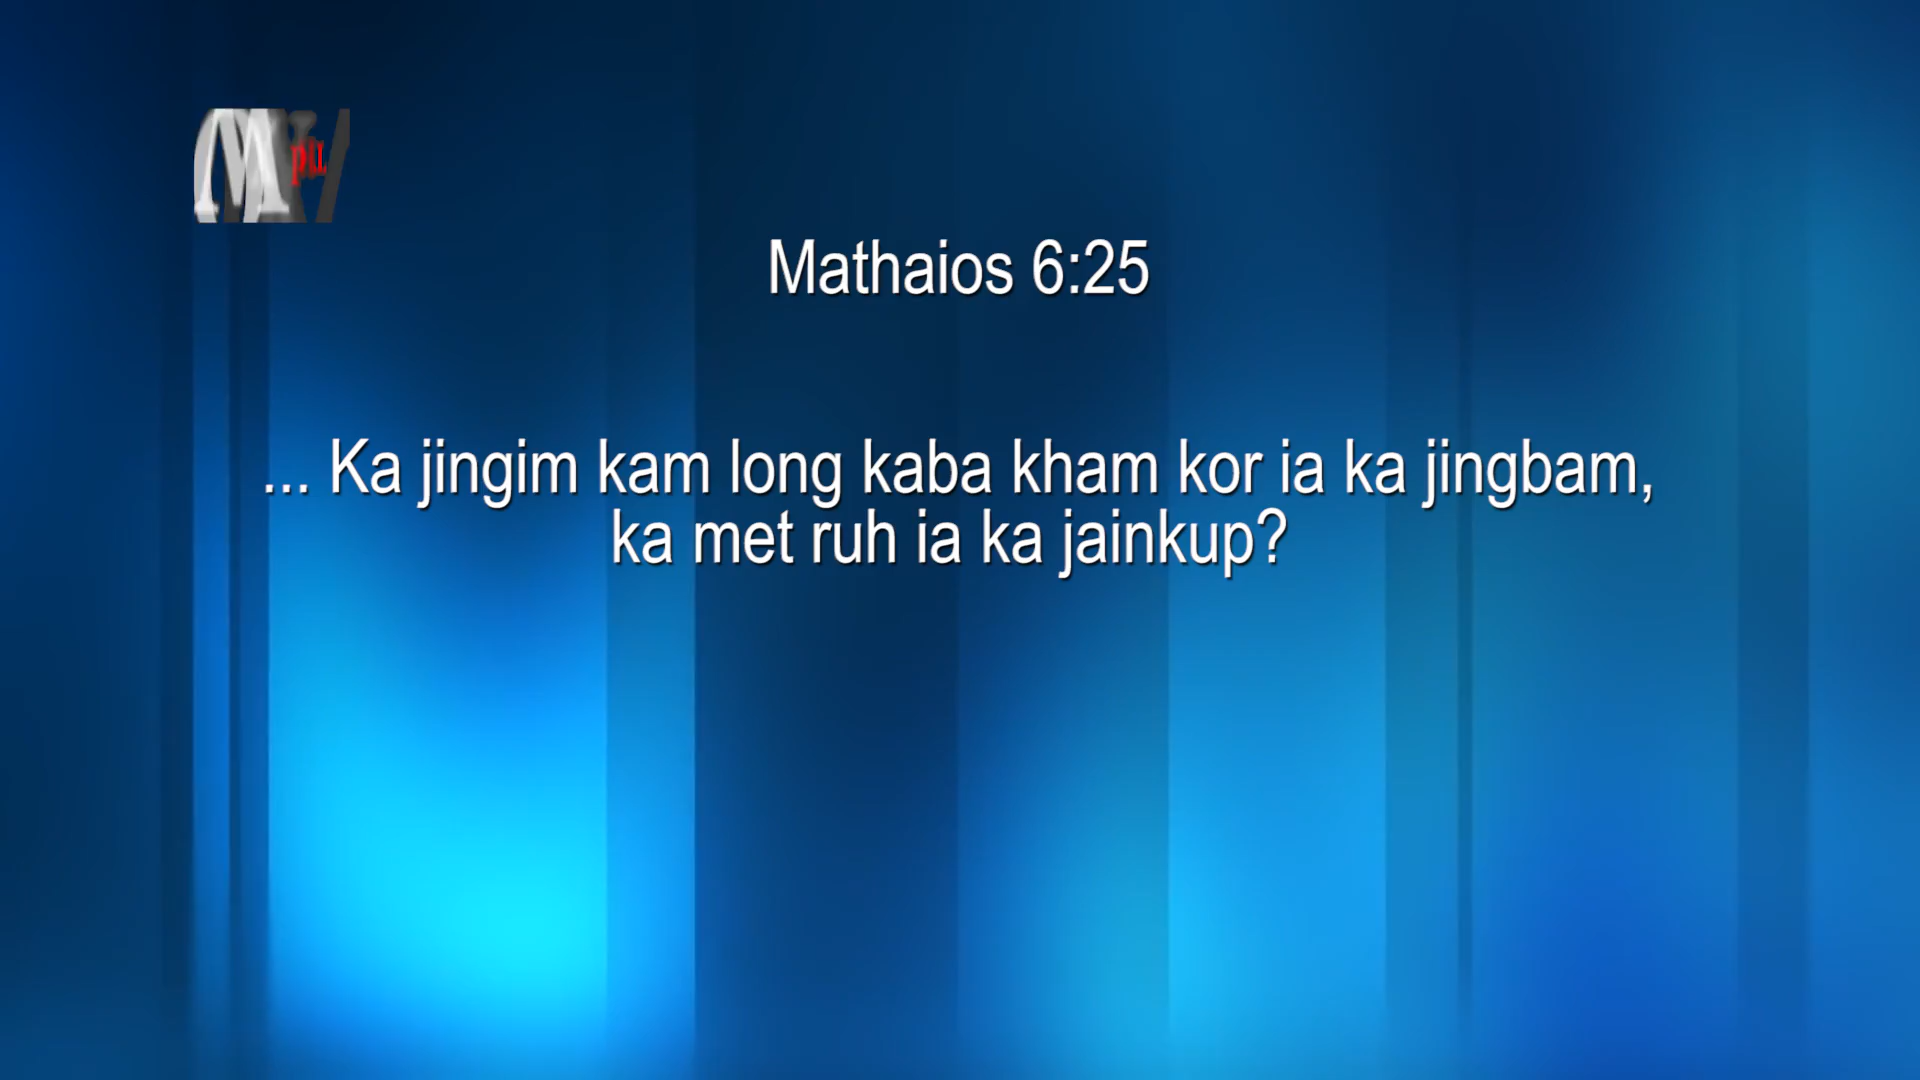 Mathaios 6:25
... Ka jingim kam long kaba kham kor ia ka jingbam,
ka met ruh ia ka jainkup?